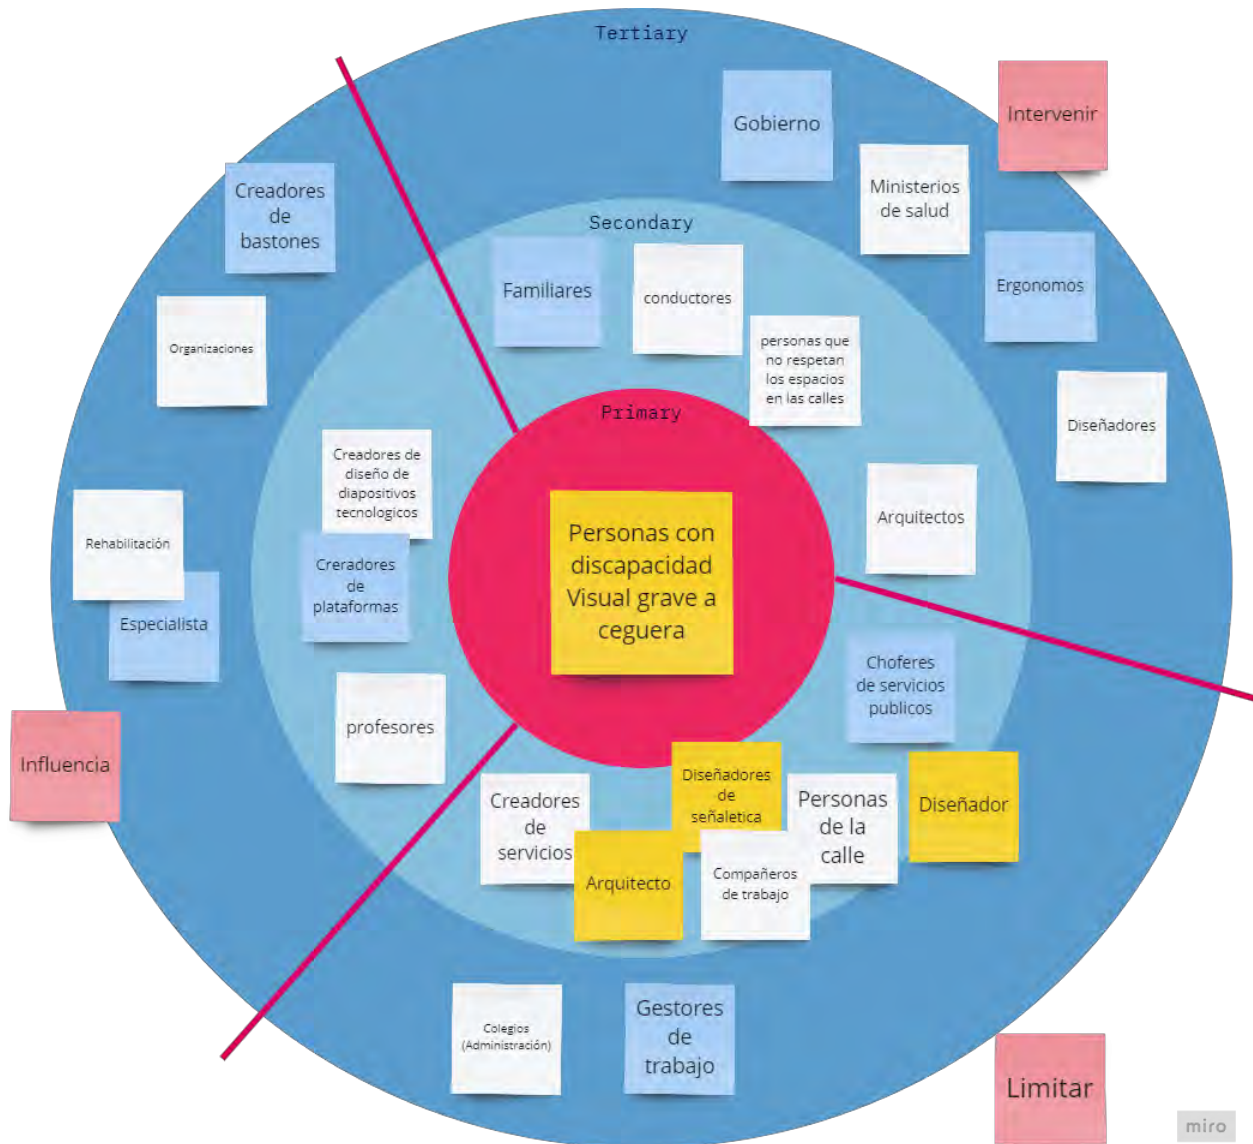 Tertiary
Gobierno
Intervenir
Ministerios
de salud
Creadores
de
bastones
Secondary
Familiares
conductores
Ergonomos
Organizaciones
personas que
no respetan
los espacios
en las calles
Diseñadores
Primary
Creadores de
diseño de
diapositivos
tecnologicos
Arquitectos
Personas con
discapacidad
Visual grave a
ceguera
Rehabilitación
Creradores
de
plataformas
Especialista
Choferes
de servicios
publicos
profesores
Influencia
Creadores
de
servicios
Diseñadores
de
señaletica
Personas
de la
calle
Diseñador
Arquitecto
Compañeros
de trabajo
Colegios
(Administración)
Gestores
de
trabajo
Limitar
miro